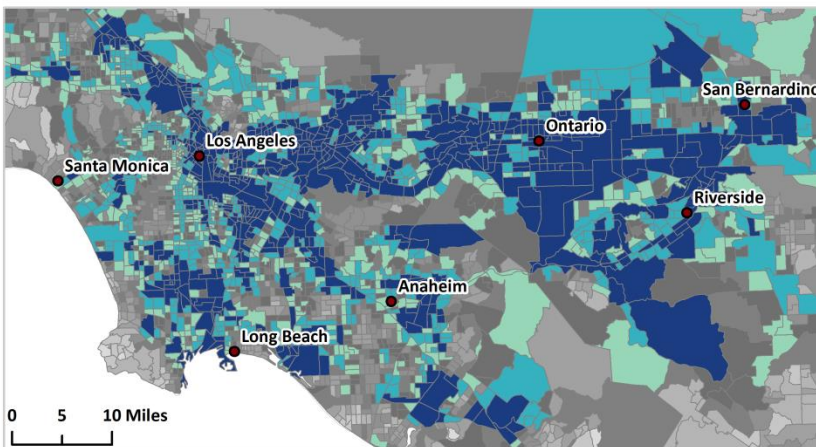 San Bernardino
Ontario
Los Angeles
Santa Monica
Riverside
Anaheim
Long Beach
0 5 10 Miles